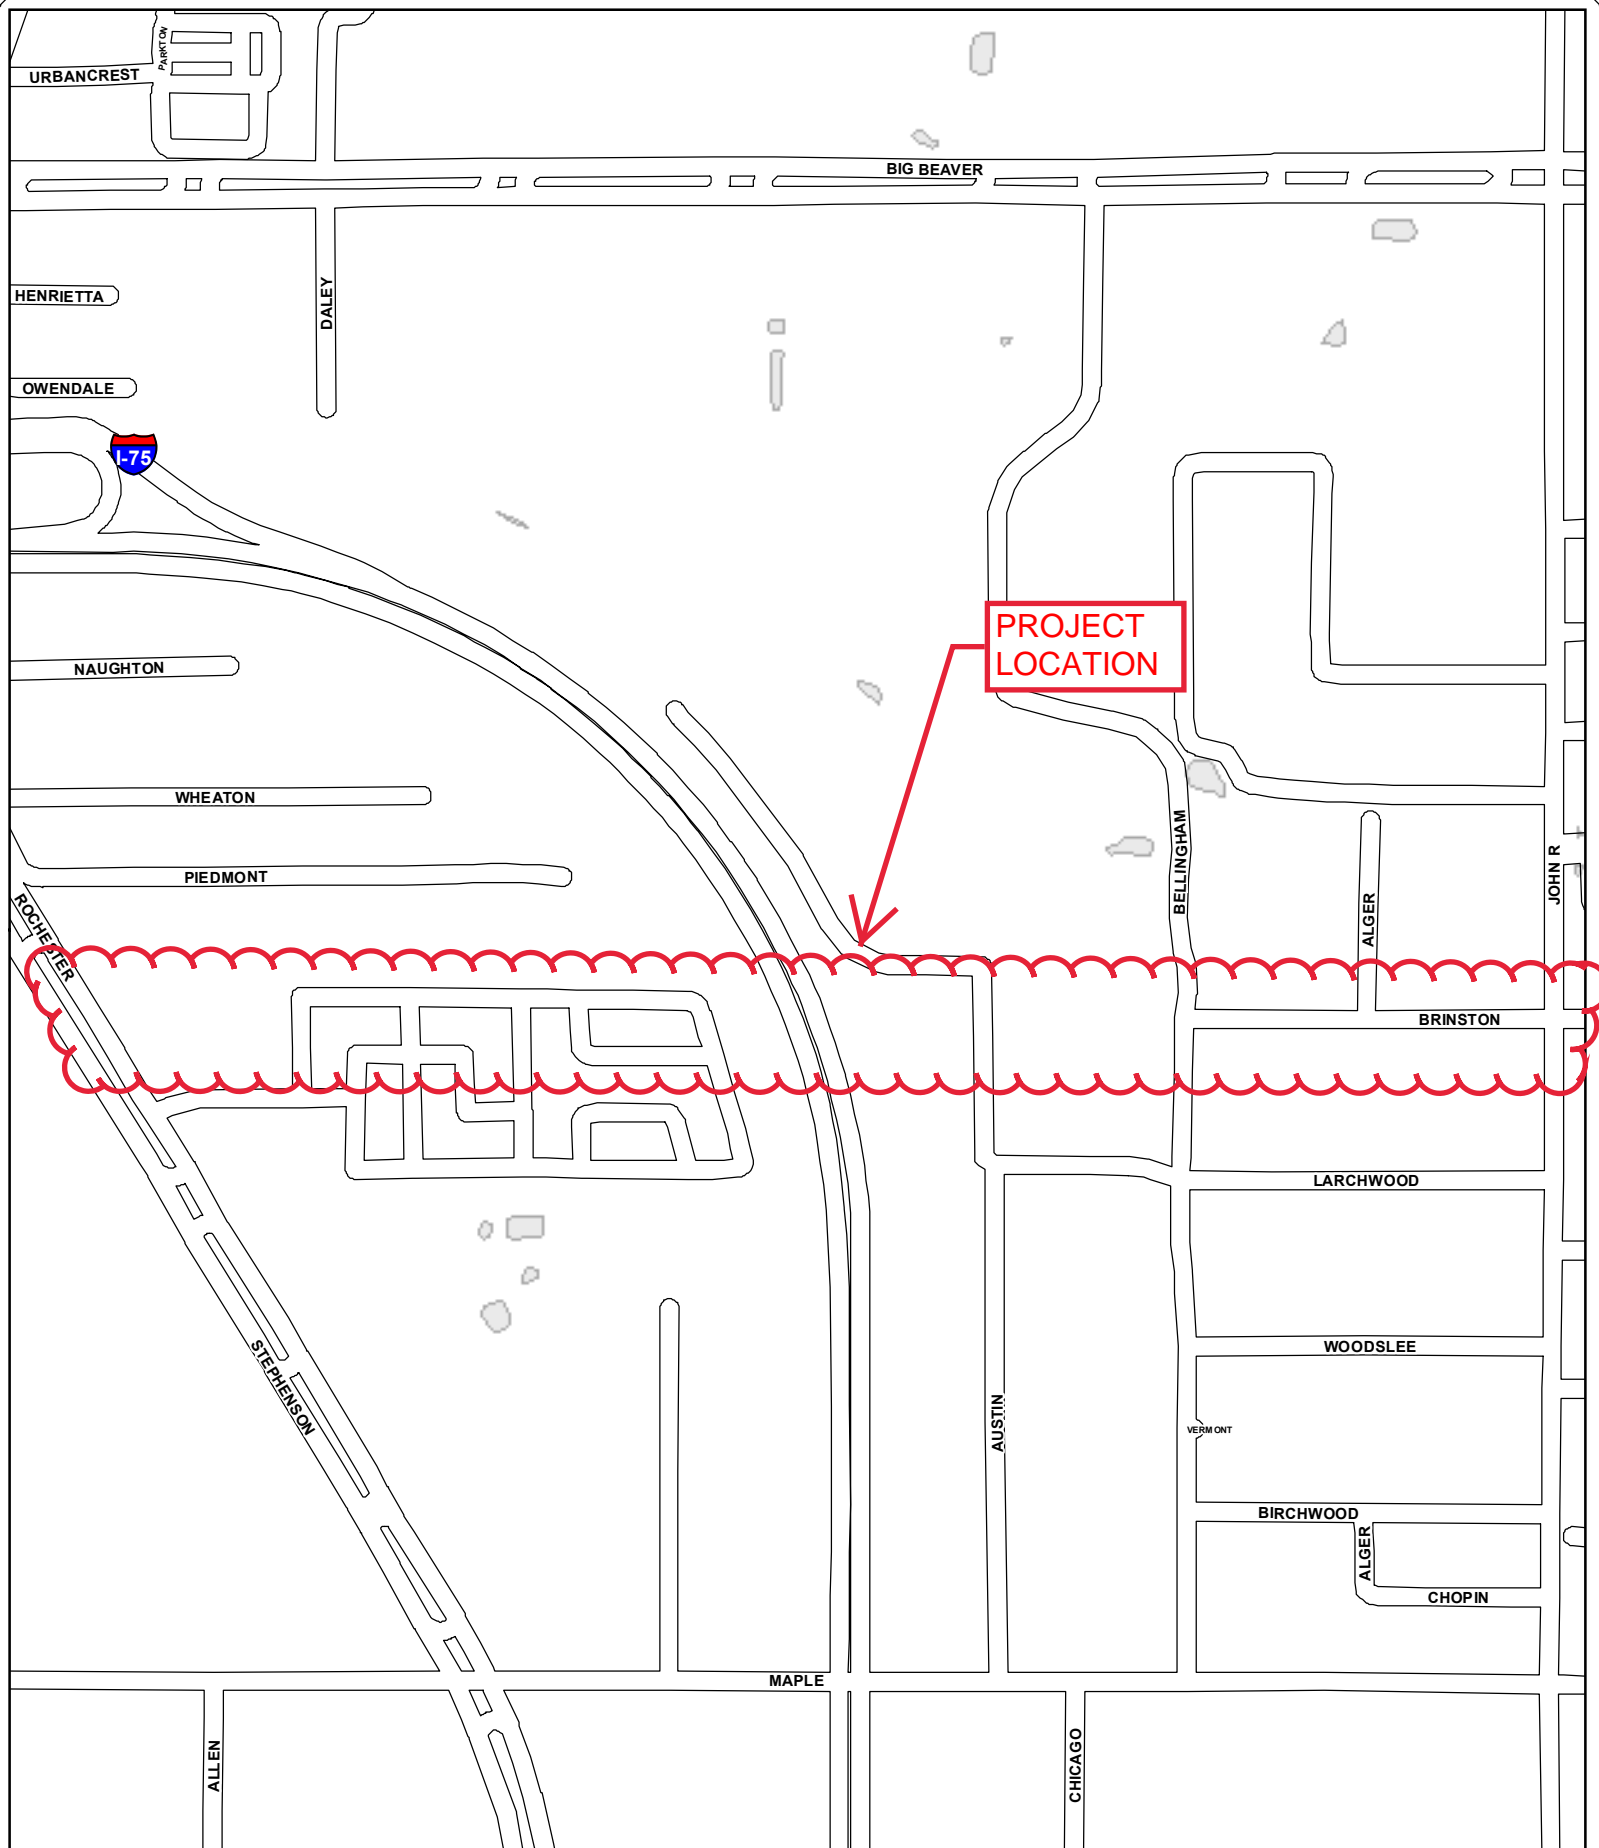 PARKTON
URBANCREST
BIG BEAVER
HENRIETTA
DALEY
OWENDALE
I-75
PROJECT
LOCATION
NAUGHTON
WHEATON
BELLINGHAM
JOHN R
PIEDMONT
ALGER
ROCHESTER
BRINSTON
LARCHWOOD
WOODSLEE
STEPHENSON
AUSTIN
VERMONT
BIRCHWOOD
ALGER
CHOPIN
MAPLE
ALLEN
CHICAGO